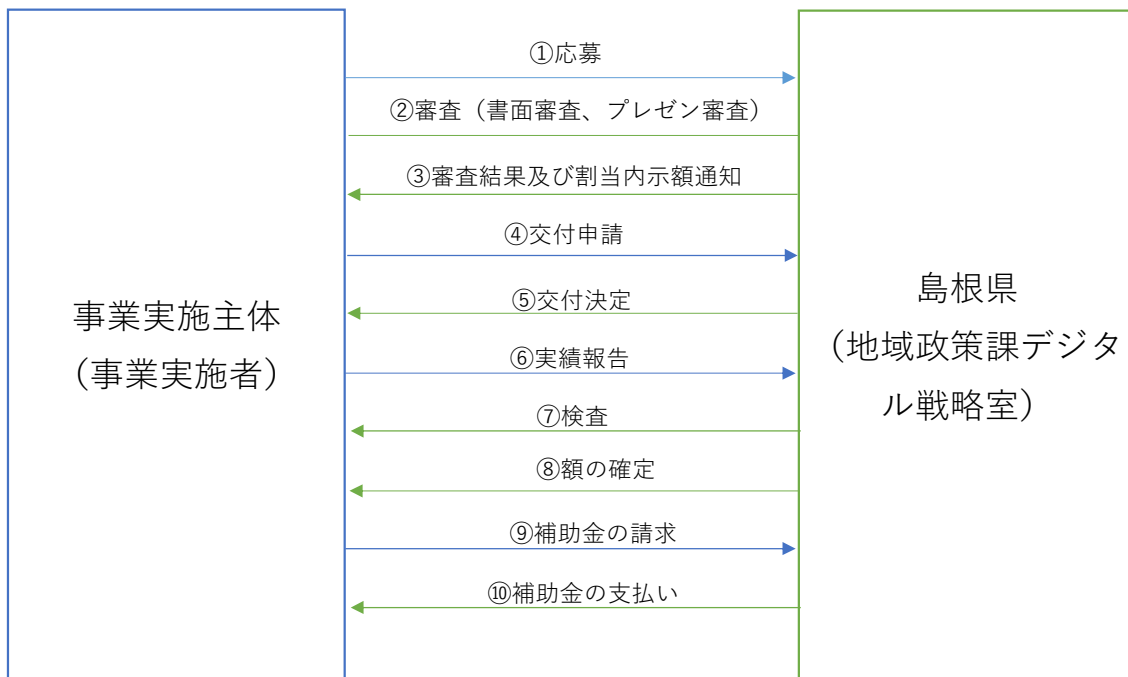 ①応募
②審査（書面審査、プレゼン審査）
③審査結果及び割当内示額通知
④交付申請
⑤交付決定
⑥実績報告
⑦検査
⑧額の確定
⑨補助金の請求
⑩補助金の支払い
事業実施主体
（事業実施者）
島根県
（地域政策課デジタ
ル戦略室）